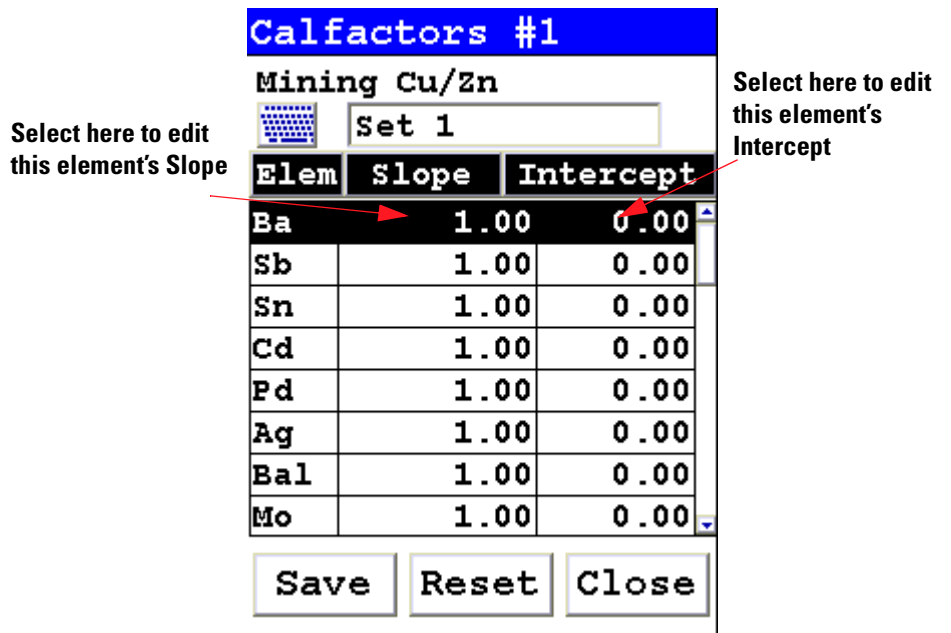 Calfactors #1
Mining Cu/Zn
Set 1
Select here to edit
this element's Slope
Select here to edit
this element's
Intercept
Elem Slope Intercept
Ba 1.00 0.00
Sb 1.00 0.00
Sn 1.00 0.00
Cd 1.00 0.00
Pd 1.00 0.00
Ag 1.00 0.00
Bal 1.00 0.00
Mo 1.00 0.00
Save Reset Close